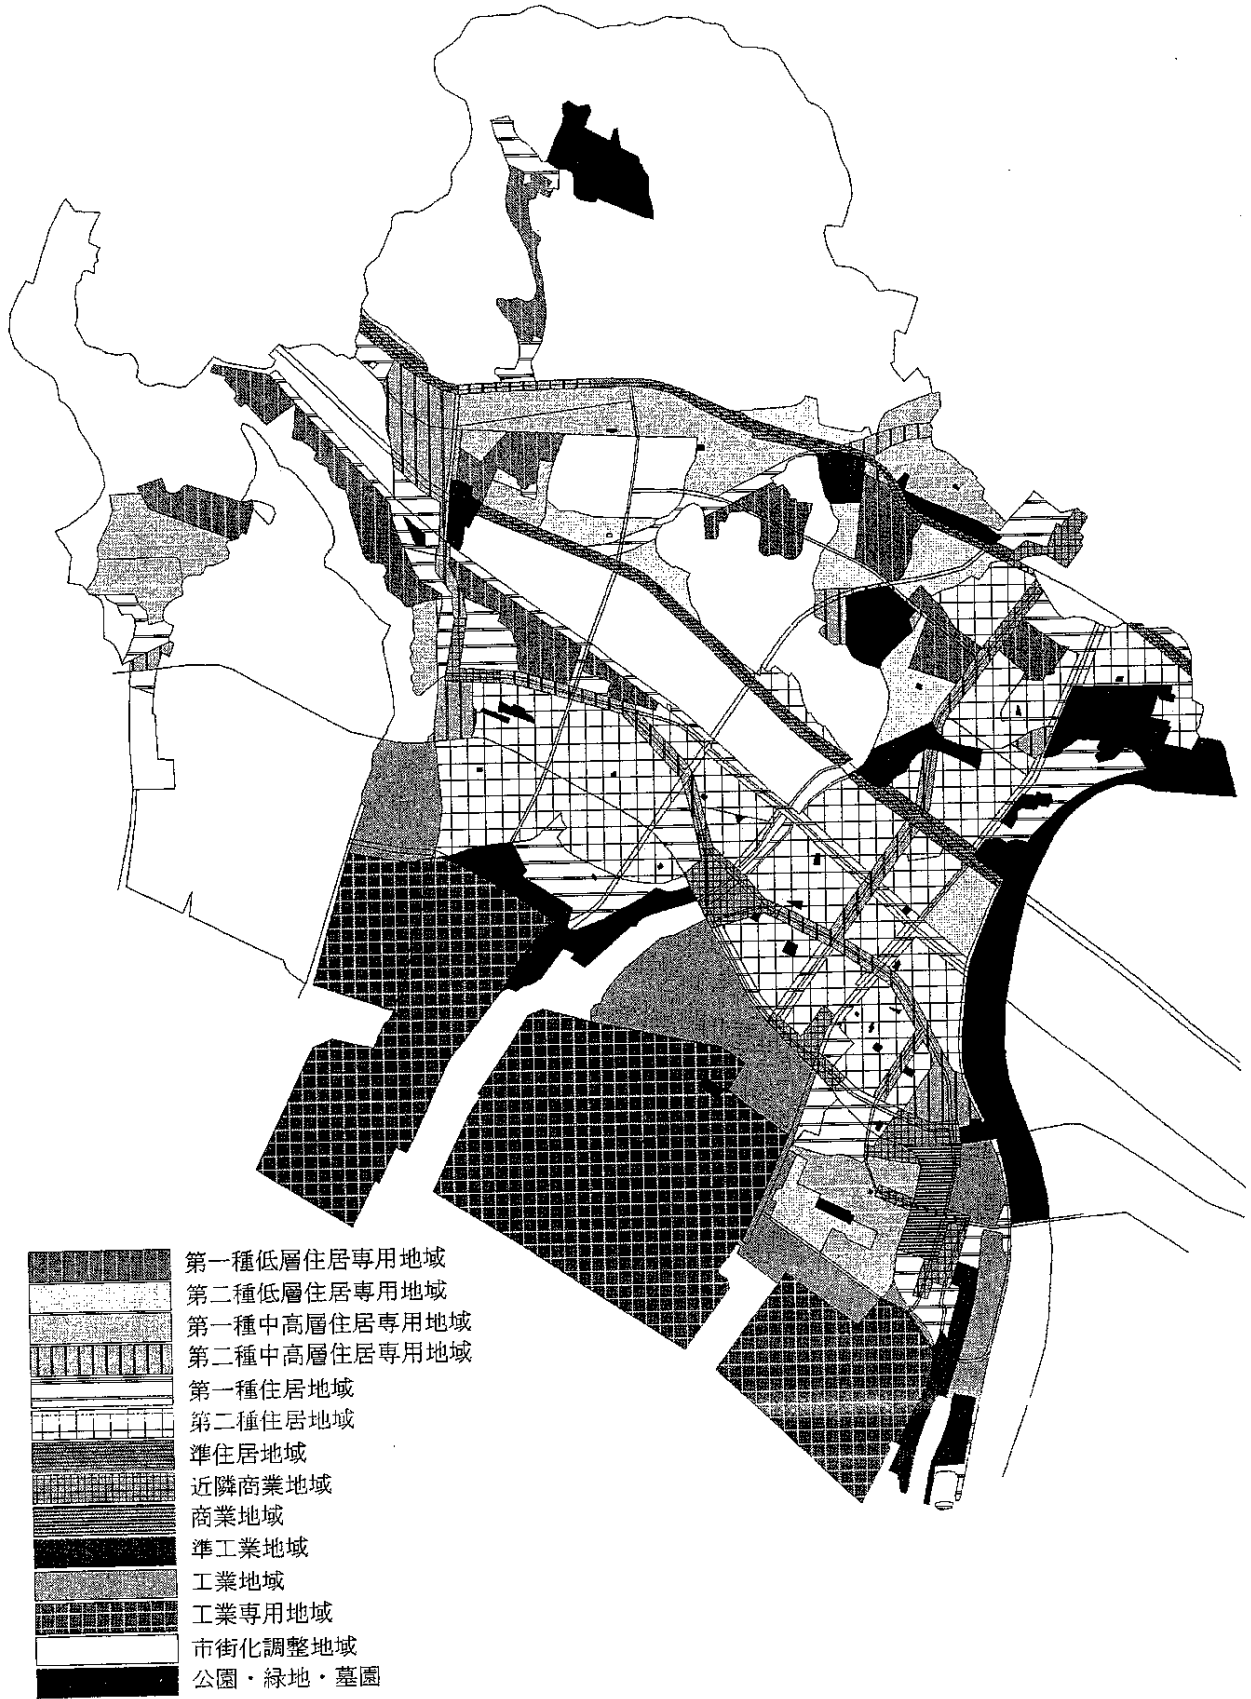 第一種低層住居専用地域
第二種低層住居専用地域
第一種中高層住居専用地域
第二種中高層住居専用地域
第一種住居地域
第二種住居地域
準住居地域
近隣商業地域
商業地域
準工業地域
工業地域
工業専用地域
市街化調整地域
公園・緑地・墓園